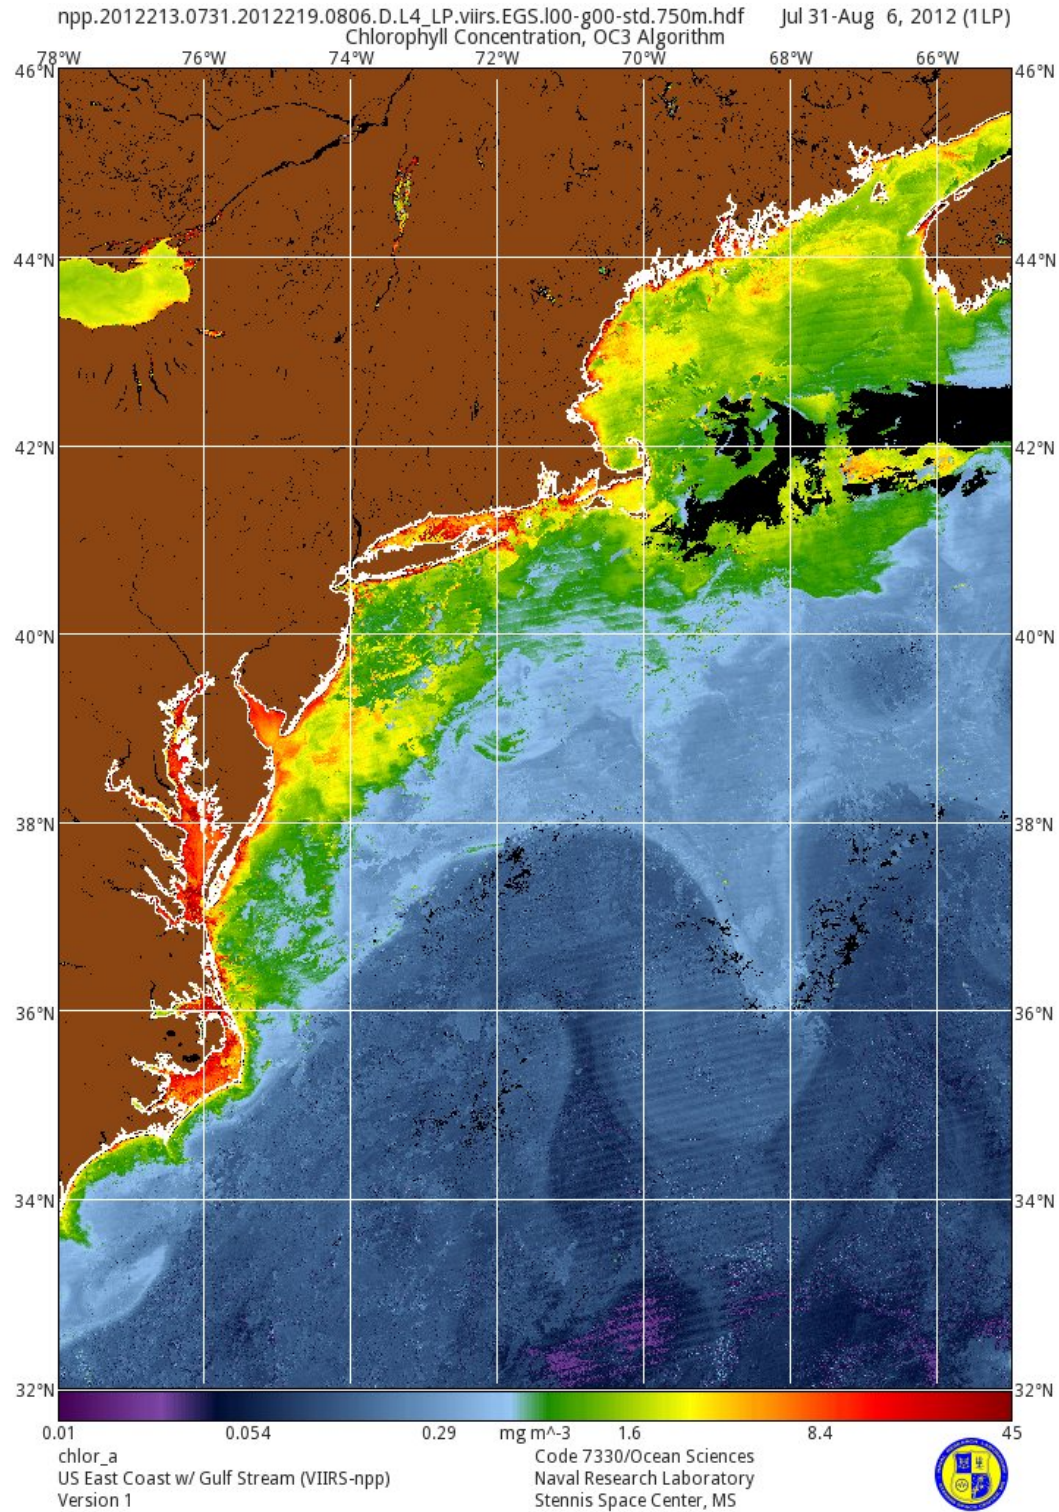 npp.2012213.0731.2012219.0806.D.L4_LP.viirs.EGS.l00-g00-std.750m.hdf Jul 31-Aug 6, 2012 (1LP)
Chlorophyll Concentration, OC3 Algorithm
78°W 76°W 74°W 72°W 70°W 68°W 66°W
46°N 46°N
44°N 44°N
42°N 42°N
40°N 40°N
38°N 38°N
36°N 36°N
34°N 34°N
32°N 32°N
0.01 0.054 0.29 mg m^-3 1.6 8.4 45
chlor_a Code 7330/Ocean Sciences
US East Coast w/ Gulf Stream (VIIRS-npp) Naval Research Laboratory
Version 1 Stennis Space Center, MS